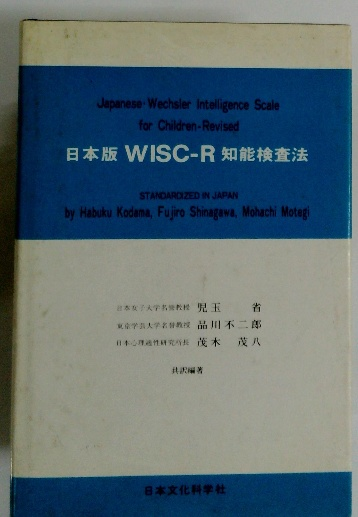 Japanese-Wechsler Intelligence Scale
for Children-Revised
日本版 WISC-R 知能検査法
STANDARDIZED IN JAPAN
by Habuku Kodama, Fujiro Shinagawa, Mohachi Motegi
日本女子大学名誉教授 児玉 省
東京学芸大学名誉教授 品川不二郎
日本心理適性研究所長 茂木 茂八
共訳編著
日本文化科学社